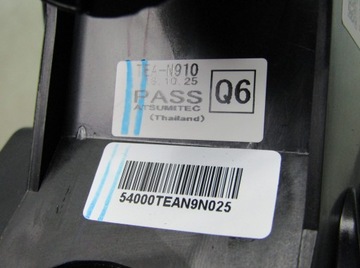 TEA-N910
.10.25
PASS
Q6
ATSUMITEC
(Thailand)
54000TEAN9N025